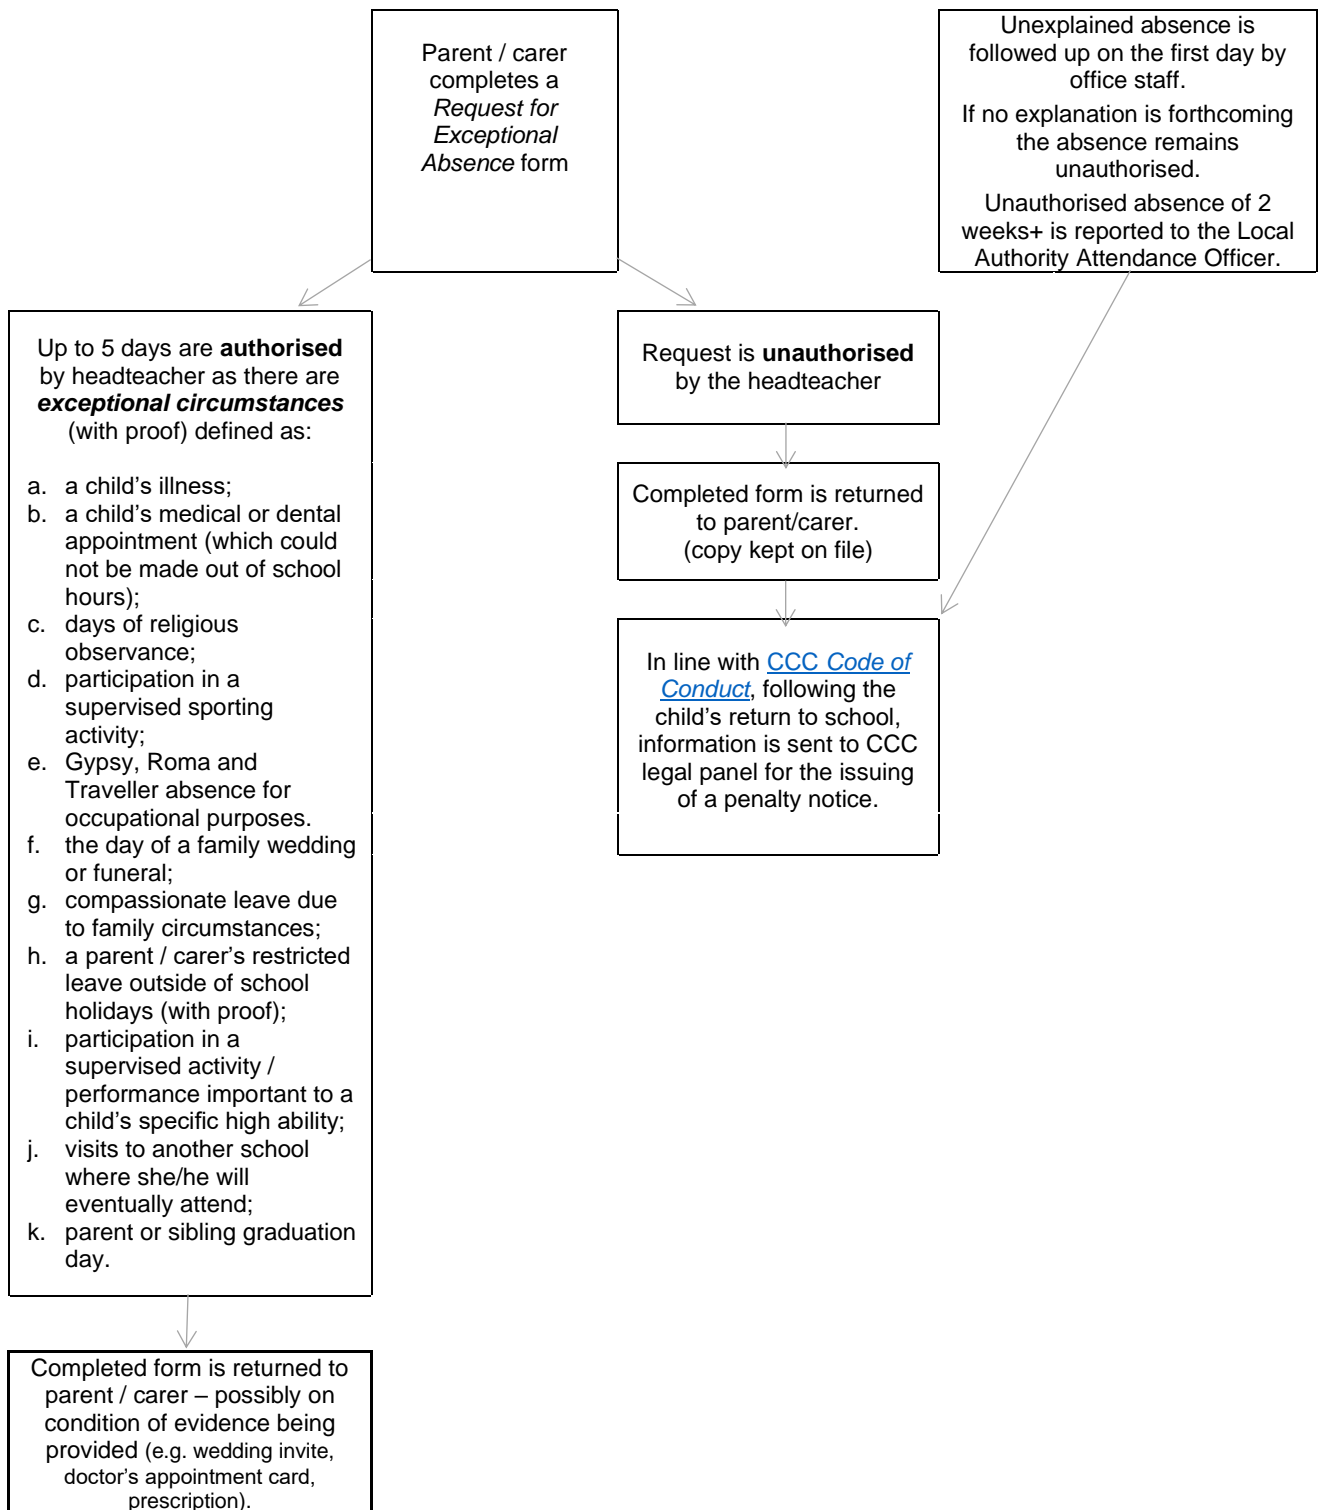 Parent / carer
completes a
Request for
Exceptional
Absence form
Unexplained absence is
followed up on the first day by
office staff.
If no explanation is forthcoming
the absence remains
unauthorised.
Unauthorised absence of 2
weeks+ is reported to the Local
Authority Attendance Officer.
Up to 5 days are authorised
by headteacher as there are
exceptional circumstances
(with proof) defined as:
a. a child's illness;
b. a child's medical or dental
appointment (which could
not be made out of school
hours);
c. days of religious
observance;
d. participation in a
supervised sporting
activity;
e. Gypsy, Roma and
Traveller absence for
occupational purposes.
f. the day of a family wedding
or funeral;
g. compassionate leave due
to family circumstances;
h. a parent / carer's restricted
leave outside of school
holidays (with proof);
i. participation in a
supervised activity /
performance important to a
child's specific high ability;
j. visits to another school
where she/he will
eventually attend;
k. parent or sibling graduation
day.
Request is unauthorised
by the headteacher
Completed form is returned
to parent/carer.
(copy kept on file)
In line with CCC Code of
Conduct, following the
child's return to school,
information is sent to CCC
legal panel for the issuing
of a penalty notice.
Completed form is returned to
parent / carer – possibly on
condition of evidence being
provided (e.g. wedding invite,
doctor's appointment card,
prescription).